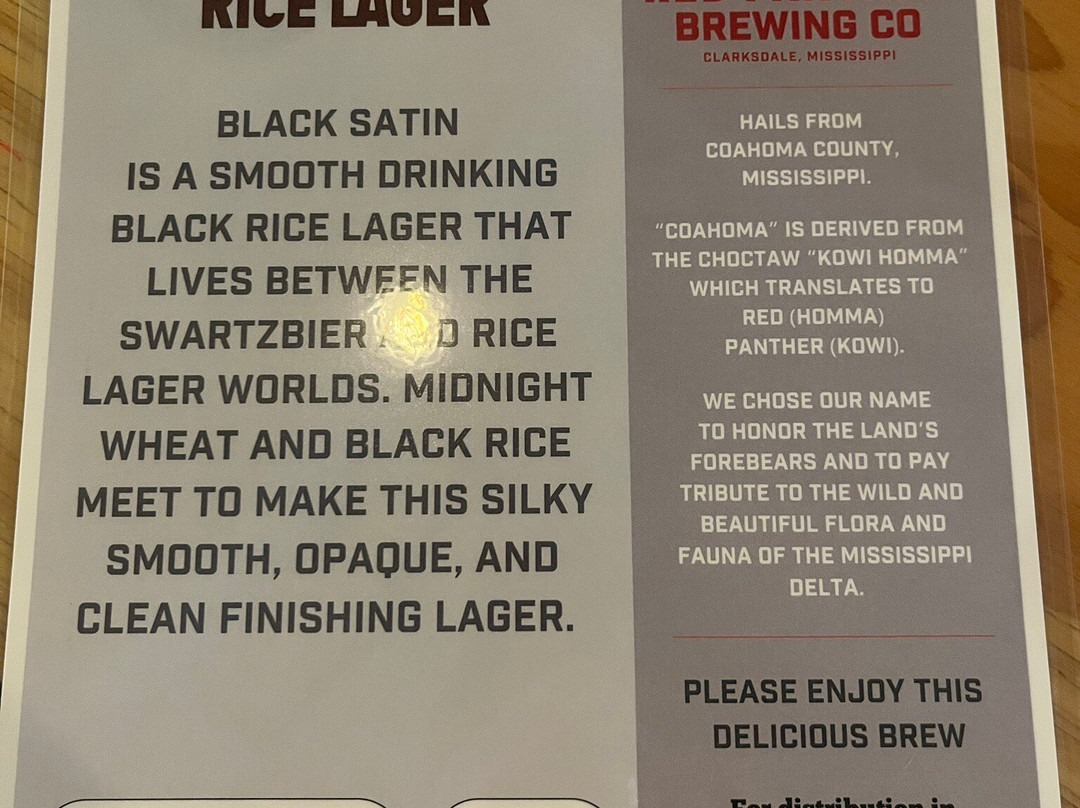 RICE LAGER
BLACK SATIN
IS A SMOOTH DRINKING
BLACK RICE LAGER THAT
LIVES BETWEEN THE
SWARTZBIER RICE
LAGER WORLDS. MIDNIGHT
WHEAT AND BLACK RICE
MEET TO MAKE THIS SILKY
SMOOTH, OPAQUE, AND
CLEAN FINISHING LAGER.
BREWING CO
CLARKSDALE, MISSISSIPPI
HAILS FROM
COAHOMA COUNTY,
MISSISSIPPI.
"COAHOMA" IS DERIVED FROM
THE CHOCTAW "KOWI HOMMA"
WHICH TRANSLATES TO
RED (HOMMA)
PANTHER (KOWI).
WE CHOSE OUR NAME
TO HONOR THE LAND'S
FOREBEARS AND TO PAY
TRIBUTE TO THE WILD AND
BEAUTIFUL FLORA AND
FAUNA OF THE MISSISSIPPI
DELTA.
PLEASE ENJOY THIS
DELICIOUS BREW
For distribution in